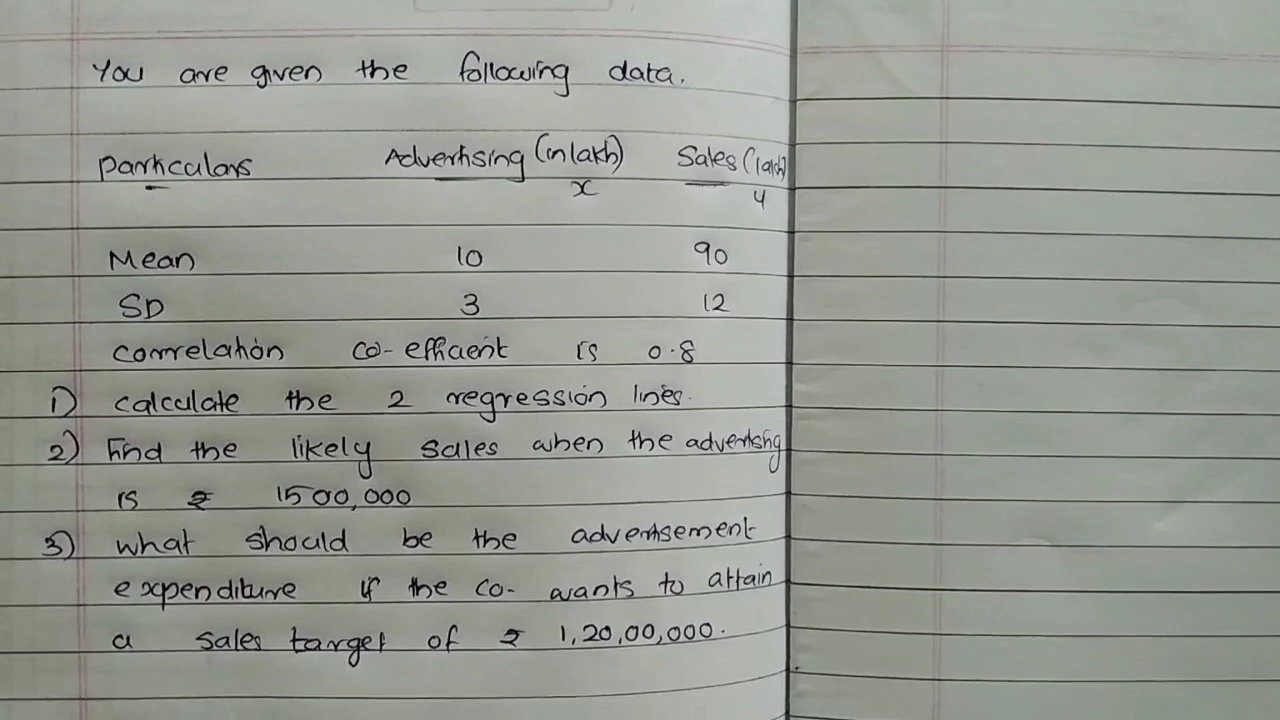 You are given the following data.
Particulars Advertising (in lakh) Sales (lakh)
x y
Mean 10 90
SD 3 12
correlation co-efficient is 0.8
1) calculate the 2 regression lines.
2) Find the likely sales when the advertising
is ₹ 1500,000
3) what should be the advertisement
expenditure if the co- wants to attain
a sales target of ₹ 1,20,00,000.